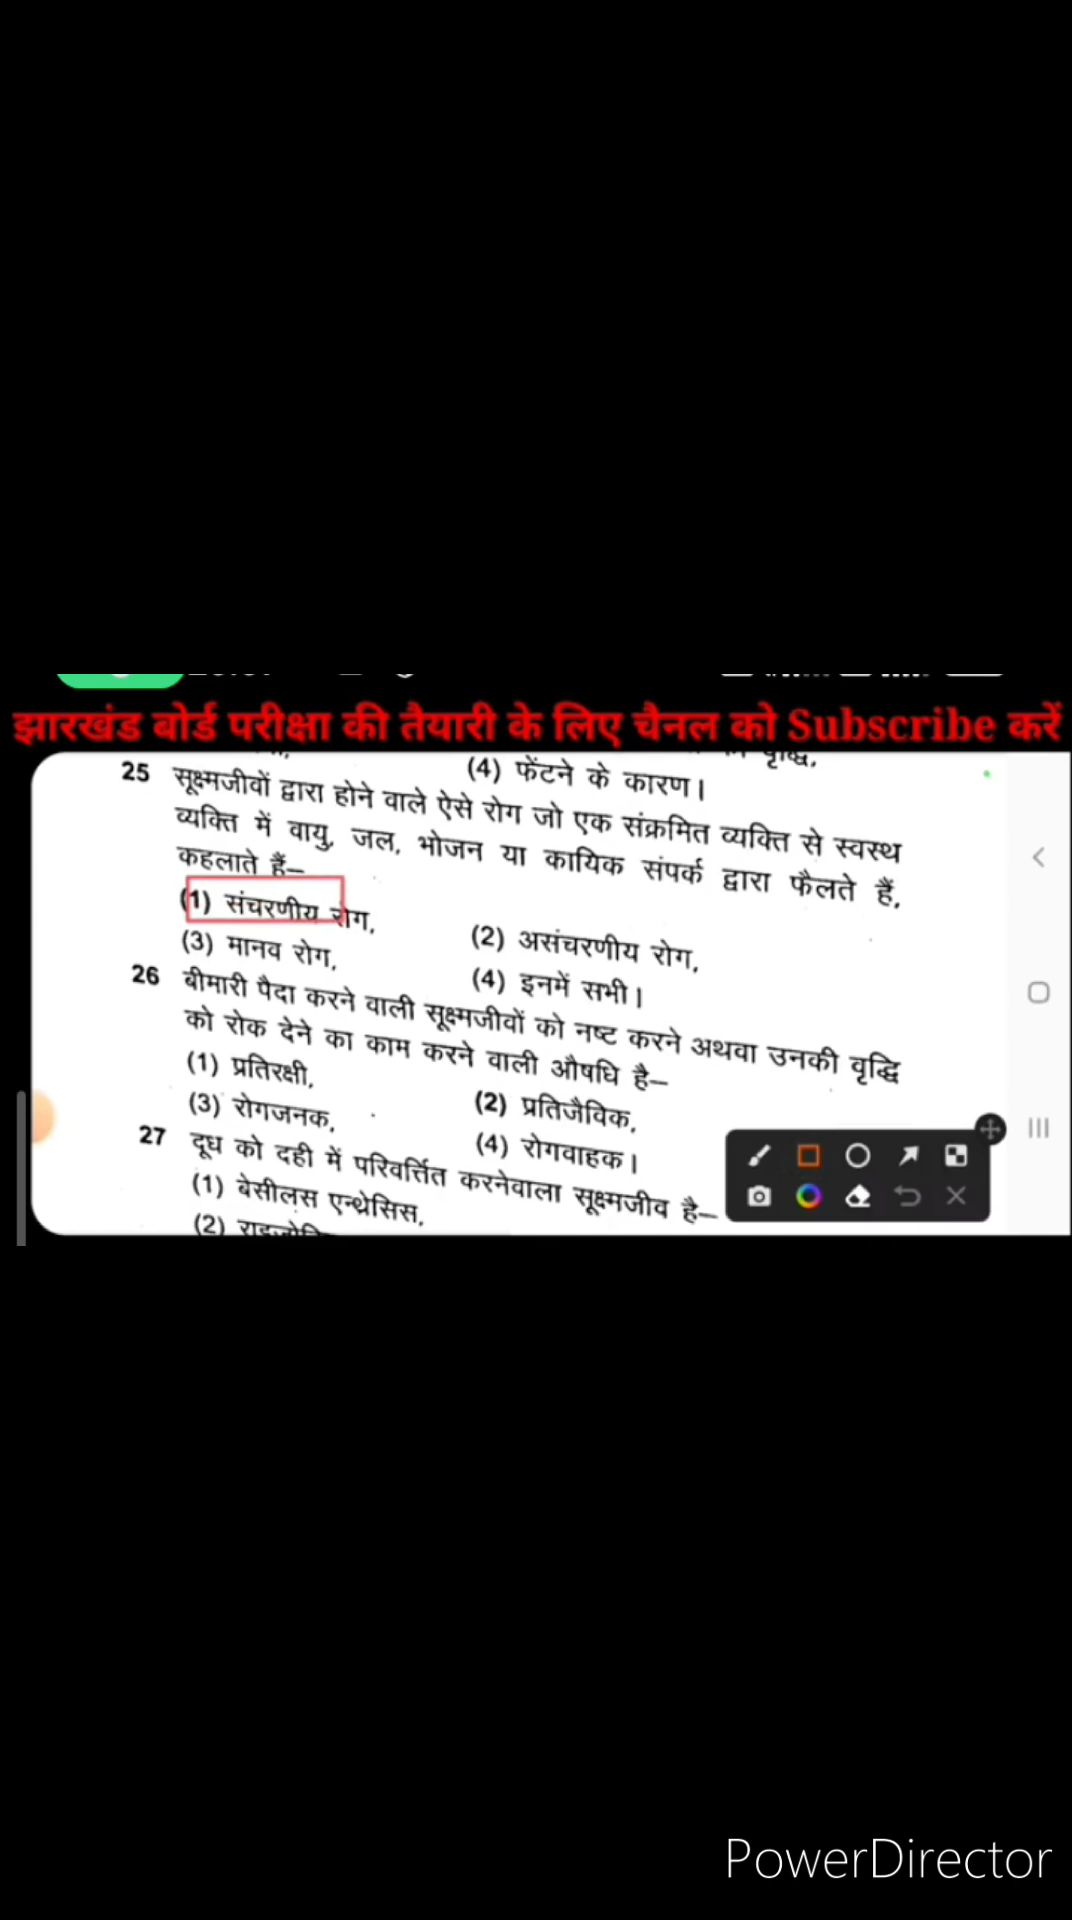 झारखंड बोर्ड परीक्षा की तैयारी के लिए चैनल को Subscribe करें
(4) फेंटने के कारण।
25 सूक्ष्मजीवों द्वारा होने वाले ऐसे रोग जो एक संक्रमित व्यक्ति से स्वस्थ
व्यक्ति में वायु, जल, भोजन या कायिक संपर्क द्वारा फैलते हैं,
कहलाते हैं—
(1) संचरणीय रोग,
(2) असंचरणीय रोग,
(3) मानव रोग,
(4) इनमें सभी।
26 बीमारी पैदा करने वाली सूक्ष्मजीवों को नष्ट करने अथवा उनकी वृद्धि
को रोक देने का काम करने वाली औषधि है—
(1) प्रतिरक्षी,
(2) प्रतिजैविक,
(3) रोगजनक,
(4) रोगवाहक।
27 दूध को दही में परिवर्त्तित करनेवाला सूक्ष्मजीव है—
(1) बेसीलस एन्थ्रेसिस,
(2)
PowerDirector